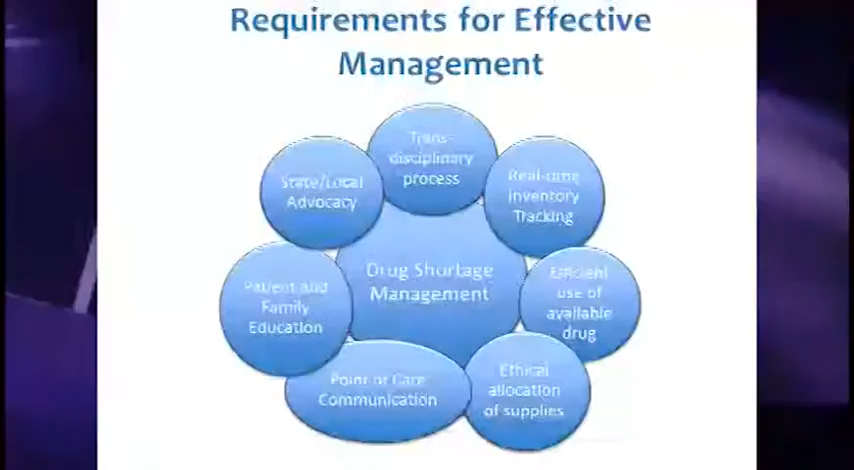 Requirements for Effective
Management
Trans-
disciplinary
process
Real-time
Inventory
Tracking
Efficient
use of
available
drug
Ethical
allocation
of supplies
Point of Care
Communication
Patient and
Family
Education
State/Local
Advocacy
Drug Shortage
Management